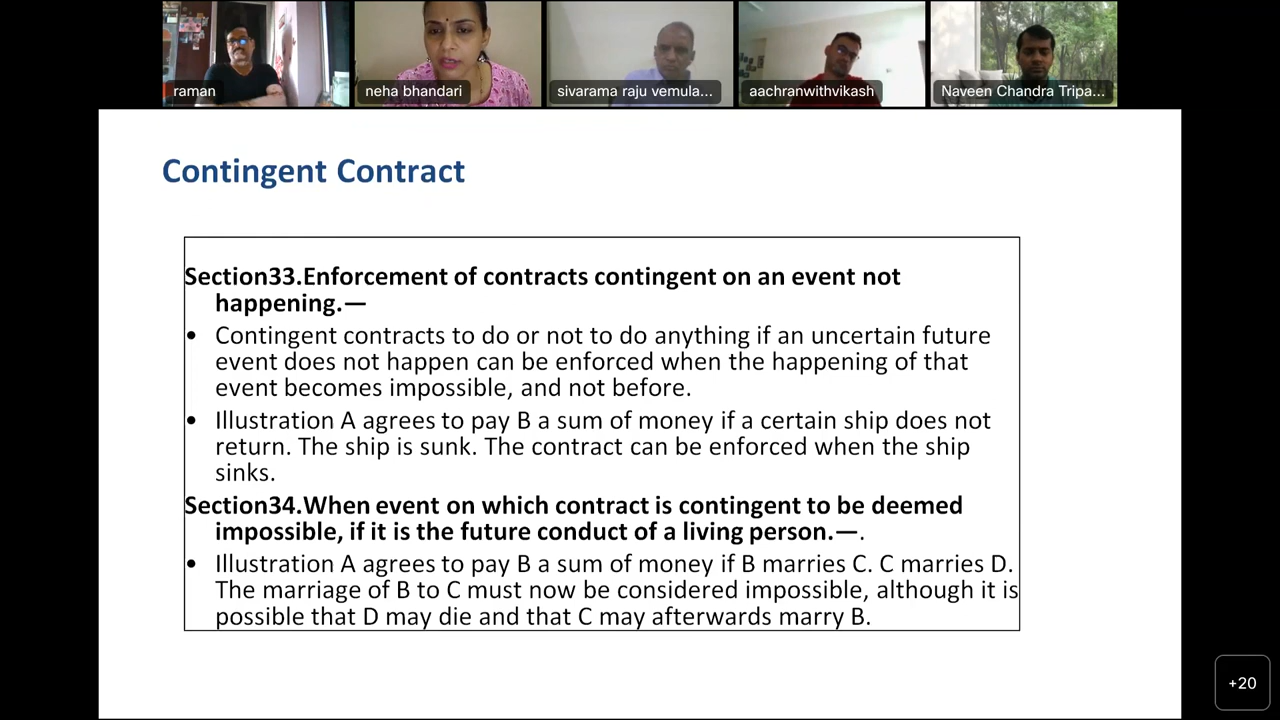 raman
neha bhandari
sivarama raju vemula...
aachranwithvikash
Naveen Chandra Tripa...
Contingent Contract
Section33.Enforcement of contracts contingent on an event not
happening.—
• Contingent contracts to do or not to do anything if an uncertain future
event does not happen can be enforced when the happening of that
event becomes impossible, and not before.
• Illustration A agrees to pay B a sum of money if a certain ship does not
return. The ship is sunk. The contract can be enforced when the ship
sinks.
Section34.When event on which contract is contingent to be deemed
impossible, if it is the future conduct of a living person.—.
• Illustration A agrees to pay B a sum of money if B marries C. C marries D.
The marriage of B to C must now be considered impossible, although it is
possible that D may die and that C may afterwards marry B.
+20